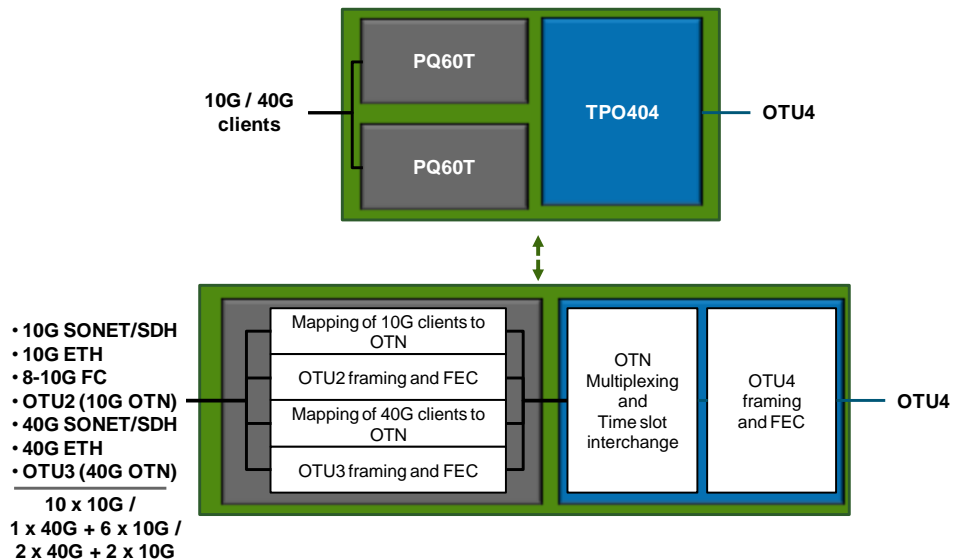 PQ60T
PQ60T
TPO404
10G / 40G
clients
OTU4
• 10G SONET/SDH
• 10G ETH
• 8-10G FC
• OTU2 (10G OTN)
• 40G SONET/SDH
• 40G ETH
• OTU3 (40G OTN)
10 x 10G /
1 x 40G + 6 x 10G /
2 x 40G + 2 x 10G
Mapping of 10G clients to
OTN
OTU2 framing and FEC
Mapping of 40G clients to
OTN
OTU3 framing and FEC
OTN
Multiplexing
and
Time slot
interchange
OTU4
framing
and FEC
OTU4